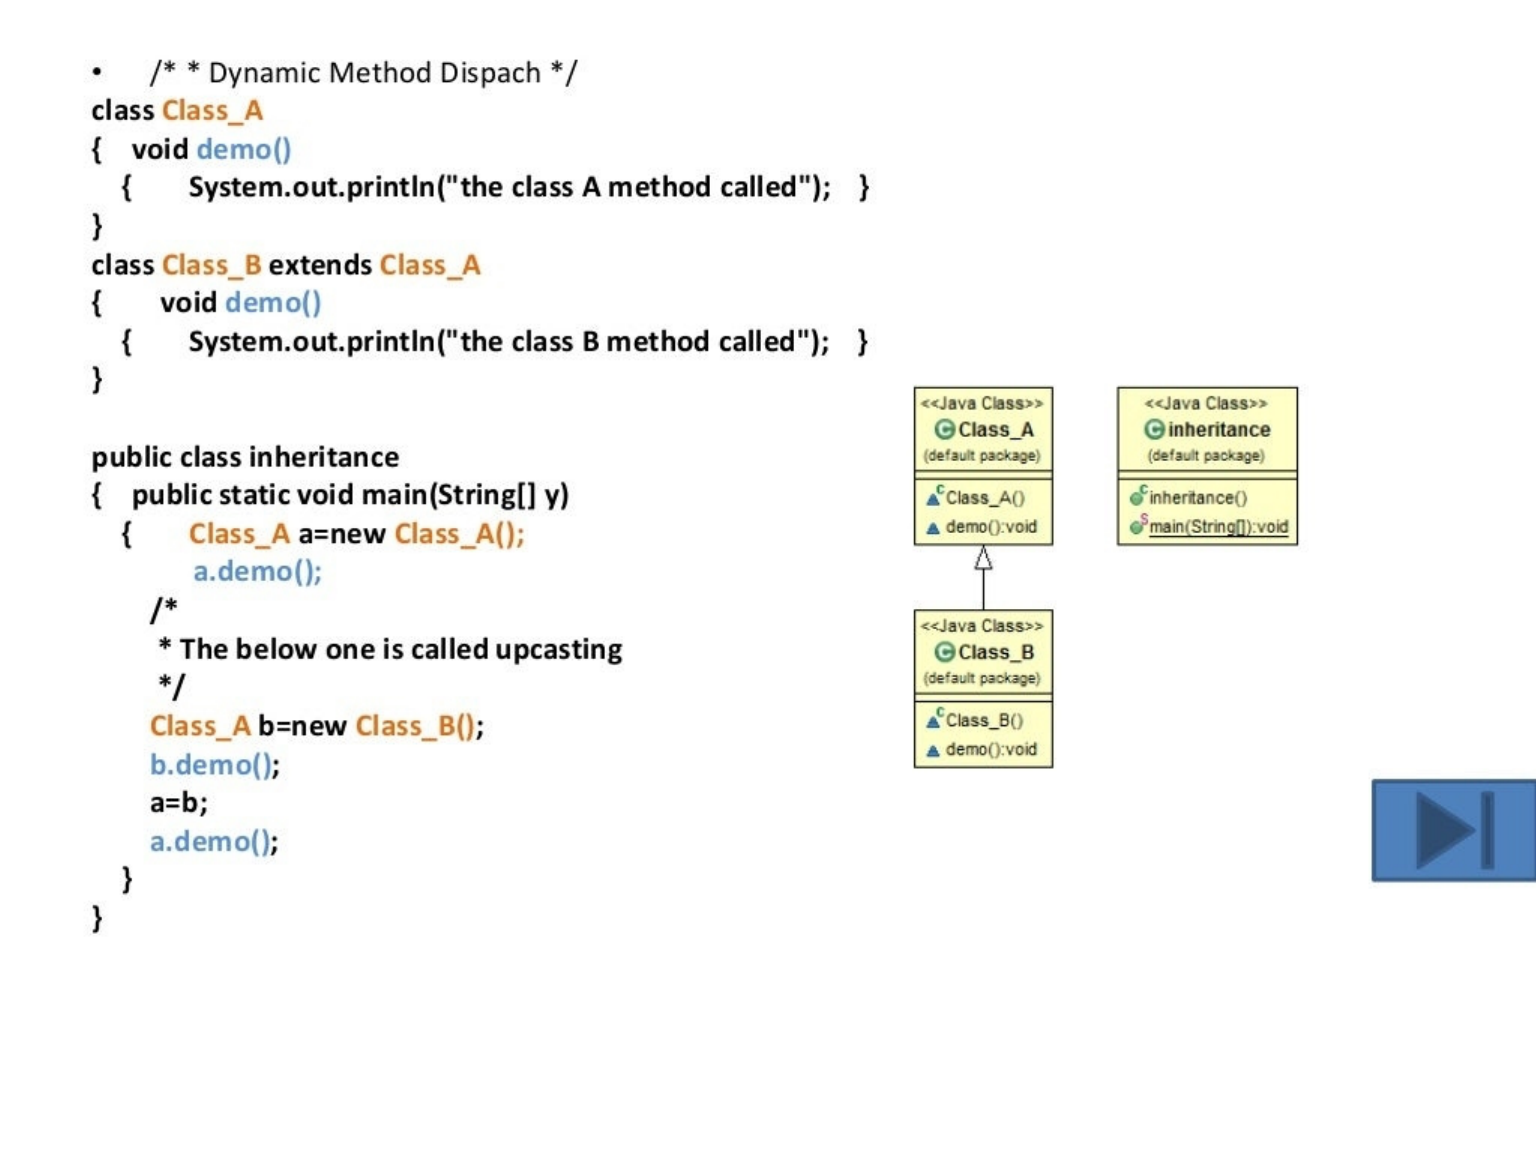 • /* * Dynamic Method Dispach */
class Class_A
{ void demo()
{ System.out.println("the class A method called"); }
}
class Class_B extends Class_A
{ void demo()
{ System.out.println("the class B method called"); }
}
public class inheritance
{ public static void main(String[] y)
{ Class_A a=new Class_A();
a.demo();
/*
* The below one is called upcasting
*/
Class_A b=new Class_B();
b.demo();
a=b;
a.demo();
}
}
<<Java Class>>
C Class_A
(default package)
C Class_A()
demo():void
<<Java Class>>
C inheritance
(default package)
C inheritance()
S main(String[]):void
<<Java Class>>
C Class_B
(default package)
C Class_B()
demo():void